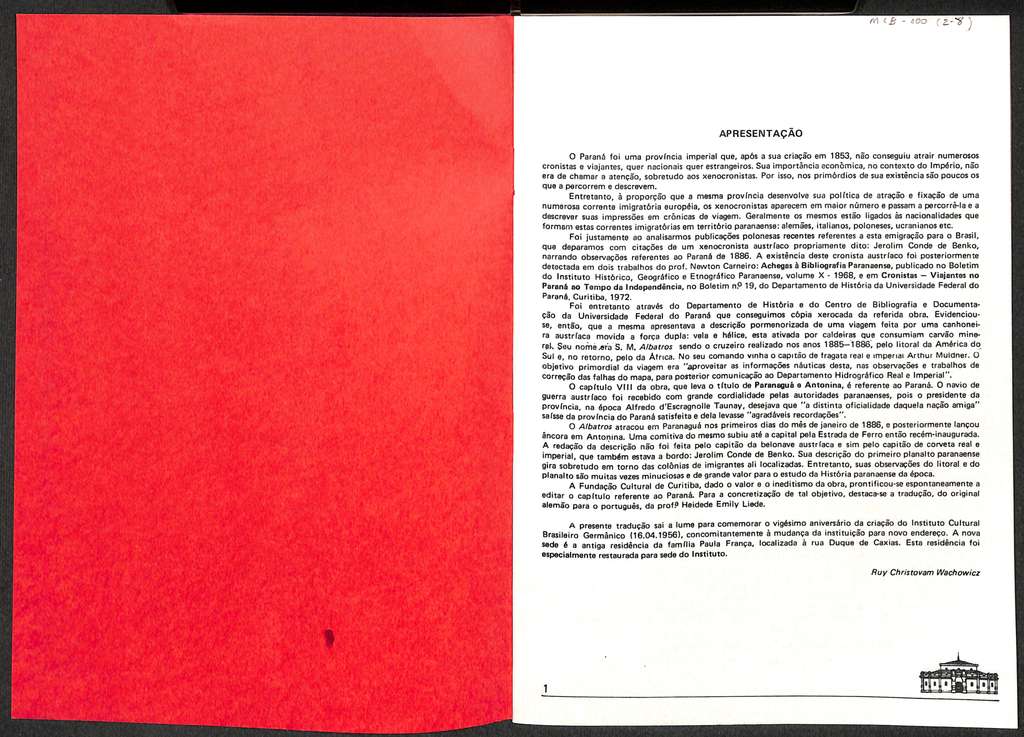 MCB - 100 (2-8)
APRESENTAÇÃO
O Paraná foi uma província imperial que, após a sua criação em 1853, não conseguiu atrair numerosos
cronistas e viajantes, quer nacionais quer estrangeiros. Sua importância econômica, no contexto do Império, não
era de chamar a atenção, sobretudo aos xenocronistas. Por isso, nos primórdios de sua existência são poucos os
que a percorrem e descrevem.
Entretanto, à proporção que a mesma província desenvolve sua política de atração e fixação de uma
numerosa corrente imigratória européia, os xenocronistas aparecem em maior número e passam a percorrê-la e a
descrever suas impressões em crônicas de viagem. Geralmente os mesmos estão ligados às nacionalidades que
formam estas correntes imigratórias em território paranaense: alemães, italianos, poloneses, ucranianos etc.
Foi justamente ao analisarmos publicações polonesas recentes referentes a esta emigração para o Brasil,
que deparamos com citações de um xenocronista austríaco propriamente dito: Jerolim Conde de Benko,
narrando observações referentes ao Paraná de 1886. A existência deste cronista austríaco foi posteriormente
detectada em dois trabalhos do prof. Newton Carneiro: Achegas à Bibliografia Paranaense, publicado no Boletim
do Instituto Histórico, Geográfico e Etnográfico Paranaense, volume X - 1968, e em Cronistas — Viajantes no
Paraná ao Tempo da Independência, no Boletim n.º 19, do Departamento de História da Universidade Federal do
Paraná, Curitiba, 1972.
Foi entretanto através do Departamento de História e do Centro de Bibliografia e Documenta-
ção da Universidade Federal do Paraná que conseguimos cópia xerocada da referida obra. Evidenciou-
se, então, que a mesma apresentava a descrição pormenorizada de uma viagem feita por uma canhonei-
ra austríaca movida a força dupla: vela e hélice, esta ativada por caldeiras que consumiam carvão mine-
ral. Seu nome era S. M. Albatros sendo o cruzeiro realizado nos anos 1885—1886, pelo litoral da América do
Sul e, no retorno, pelo da África. No seu comando vinha o capitão de fragata real e imperial Arthur Müldner. O
objetivo primordial da viagem era "aproveitar as informações náuticas desta, nas observações e trabalhos de
correção das falhas do mapa, para posterior comunicação ao Departamento Hidrográfico Real e Imperial".
O capítulo VIII da obra, que leva o título de Paranaguá e Antonina, é referente ao Paraná. O navio de
guerra austríaco foi recebido com grande cordialidade pelas autoridades paranaenses, pois o presidente da
província, na época Alfredo d'Escragnolle Taunay, desejava que "a distinta oficialidade daquela nação amiga"
saísse da província do Paraná satisfeita e dela levasse "agradáveis recordações".
O Albatros atracou em Paranaguá nos primeiros dias do mês de janeiro de 1886, e posteriormente lançou
âncora em Antonina. Uma comitiva do mesmo subiu até a capital pela Estrada de Ferro então recém-inaugurada.
A redação da descrição não foi feita pelo capitão da belonave austríaca e sim pelo capitão de corveta real e
imperial, que também estava a bordo: Jerolim Conde de Benko. Sua descrição do primeiro planalto paranaense
gira sobretudo em torno das colônias de imigrantes ali localizadas. Entretanto, suas observações do litoral e do
planalto são muitas vezes minuciosas e de grande valor para o estudo da História paranaense da época.
A Fundação Cultural de Curitiba, dado o valor e o ineditismo da obra, prontificou-se espontaneamente a
editar o capítulo referente ao Paraná. Para a concretização de tal objetivo, destaca-se a tradução, do original
alemão para o português, da prof.ª Heidede Emily Liede.
A presente tradução sai a lume para comemorar o vigésimo aniversário da criação do Instituto Cultural
Brasileiro Germânico (16.04.1956), concomitantemente à mudança da instituição para novo endereço. A nova
sede é a antiga residência da família Paula França, localizada à rua Duque de Caxias. Esta residência foi
especialmente restaurada para sede do Instituto.
Ruy Christovam Wachowicz
1